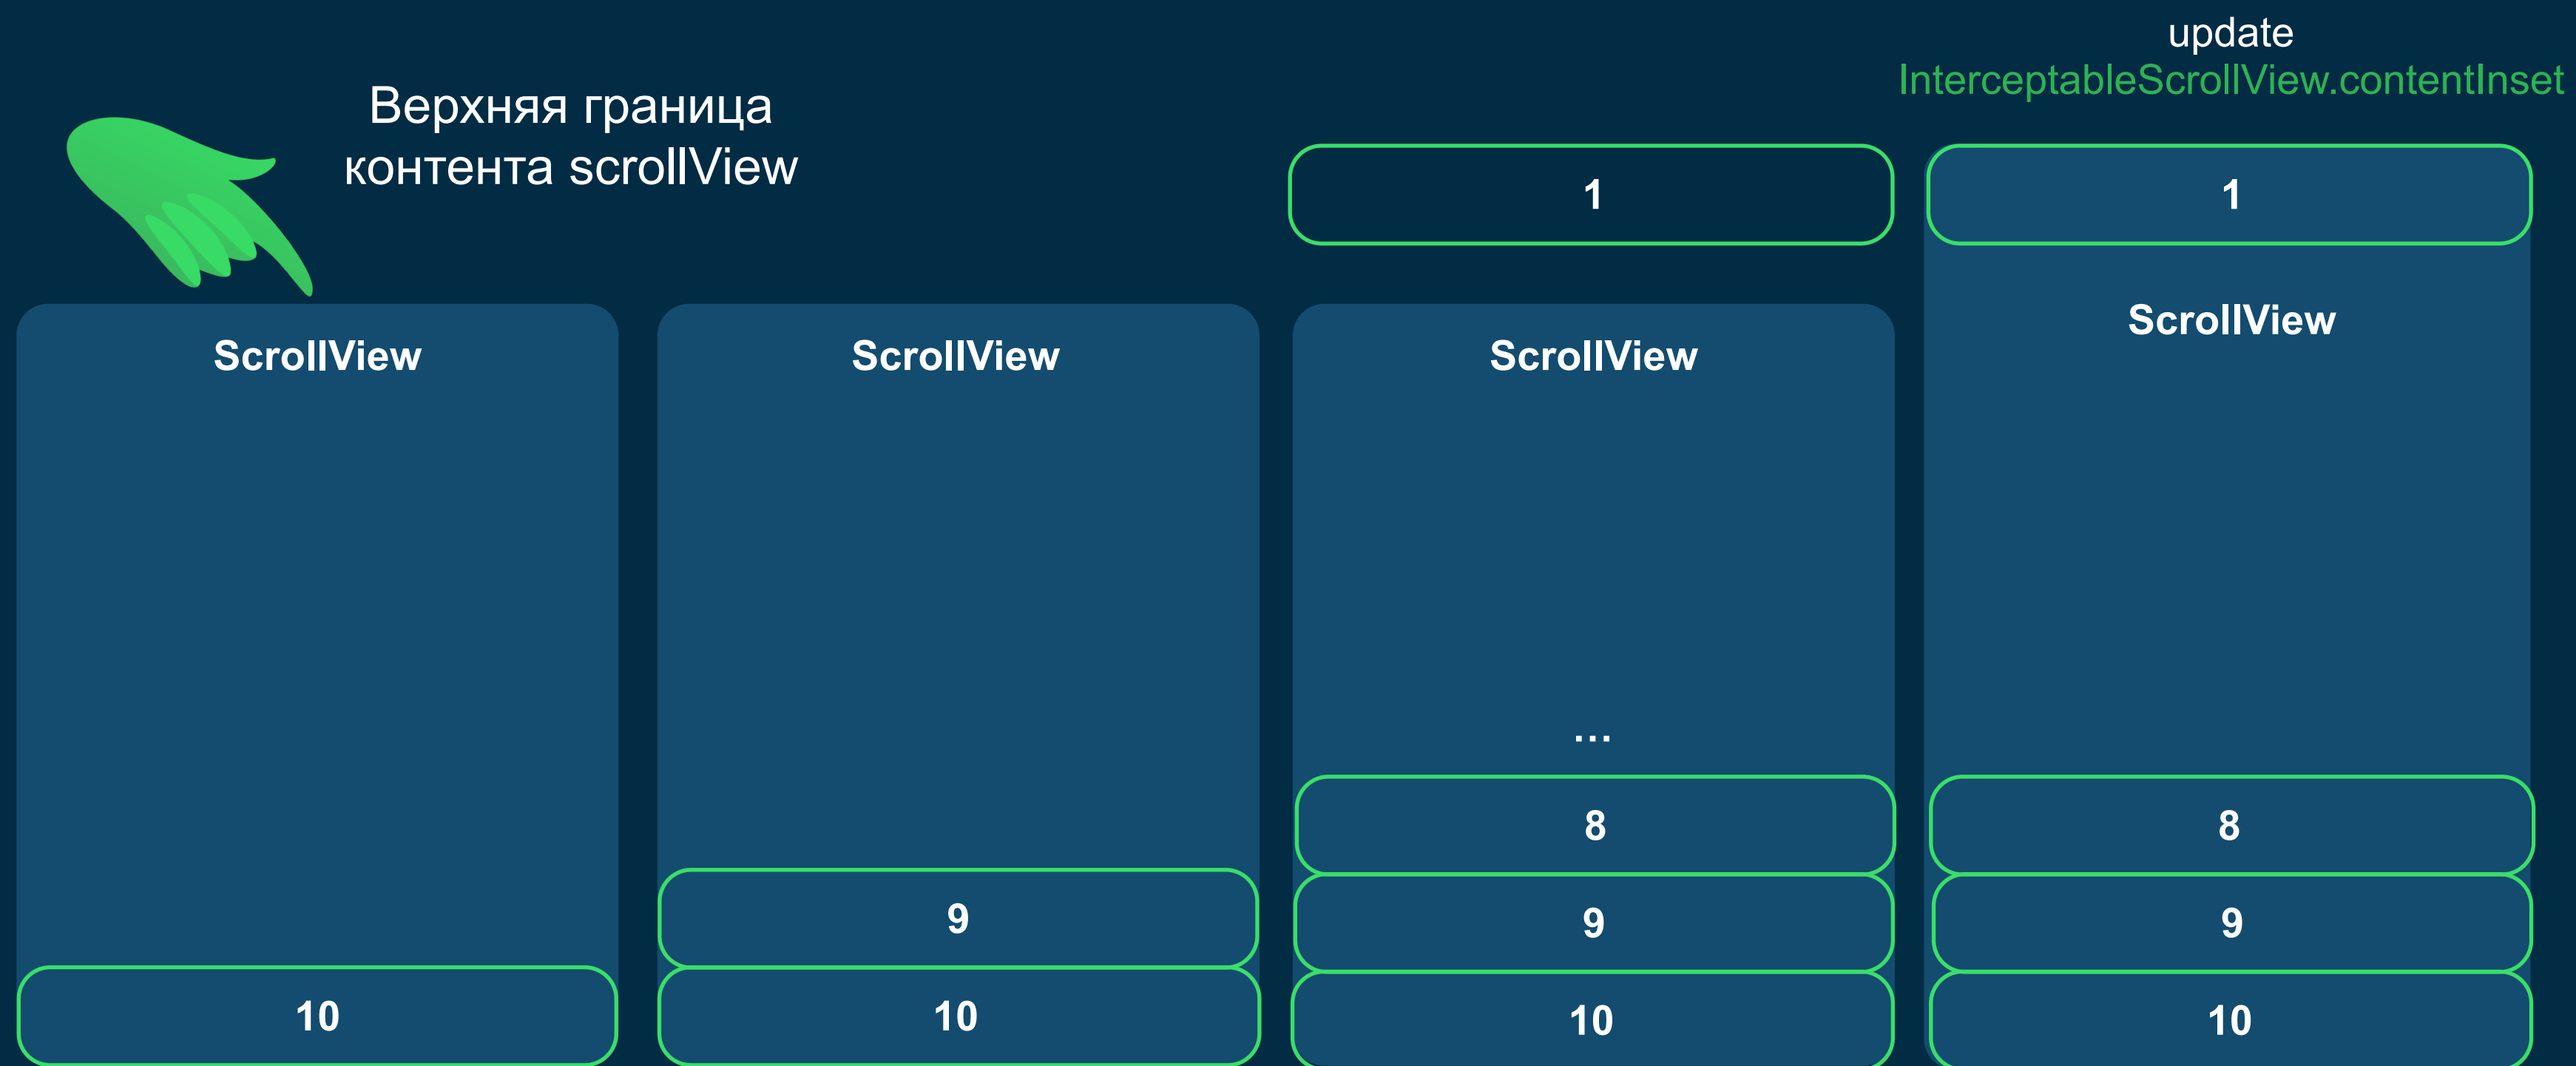 update
InterceptableScrollView.contentInset
Верхняя граница
контента scrollView
1
1
ScrollView
ScrollView
ScrollView
ScrollView
...
8
8
9
9
9
10
10
10
10